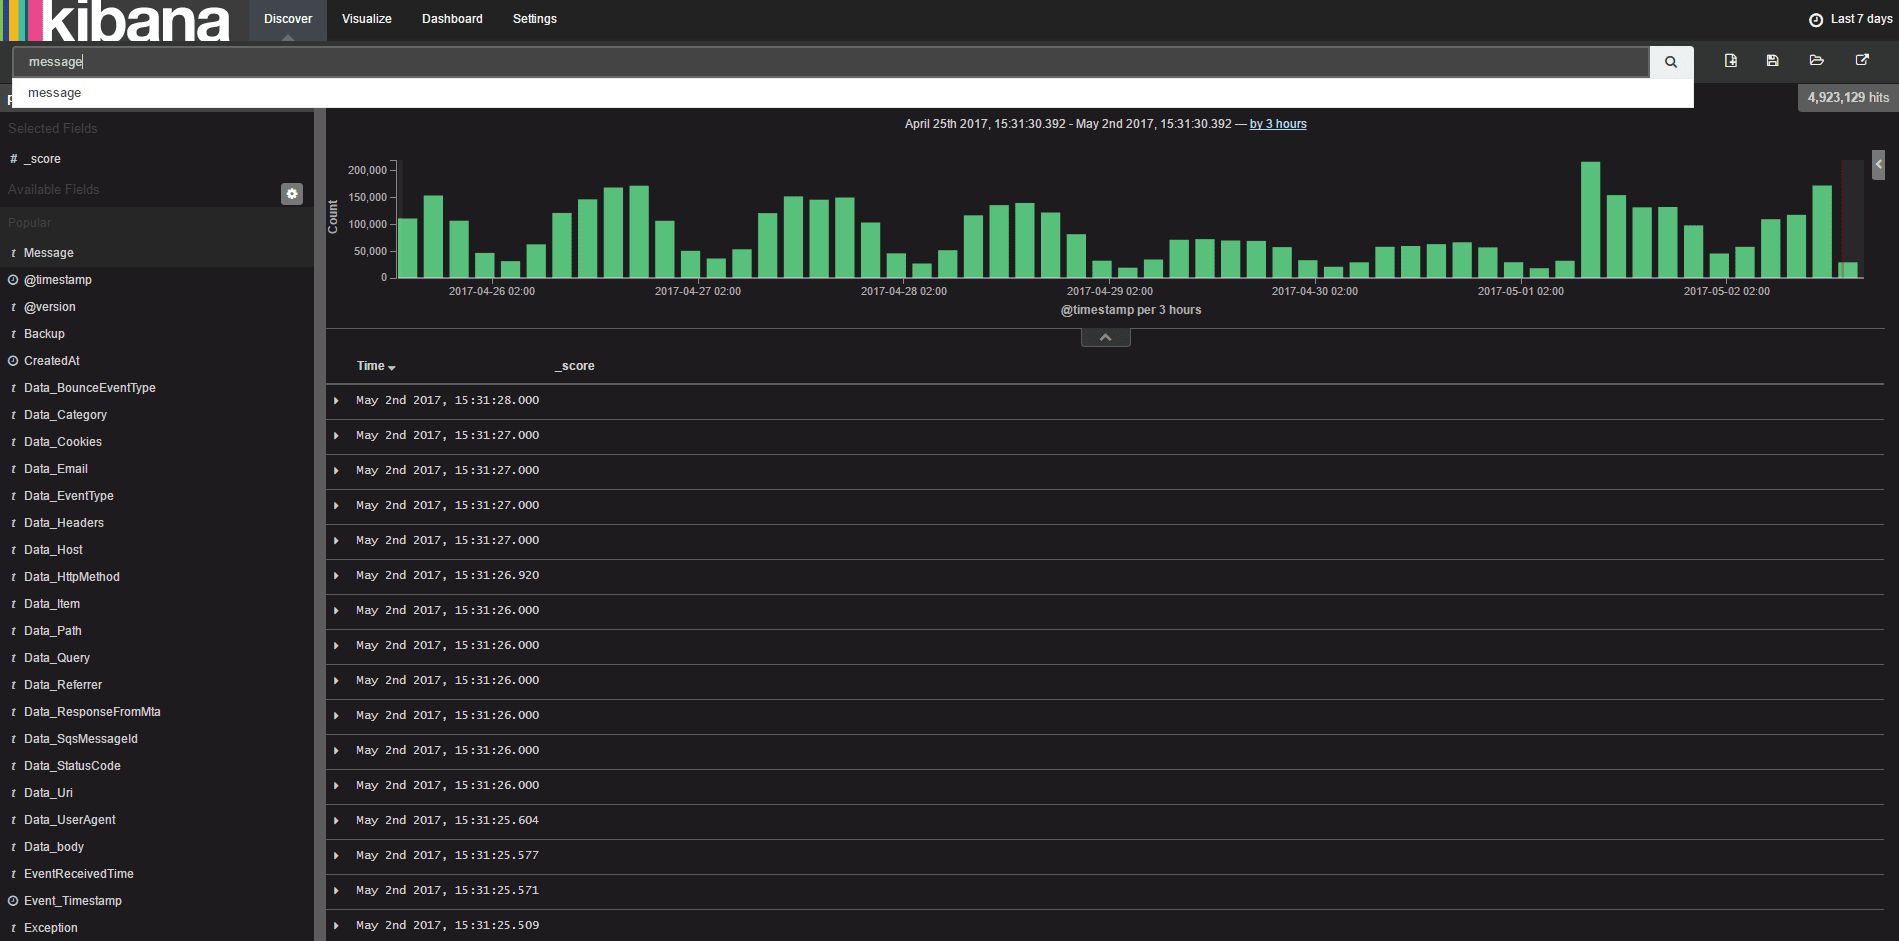 kibana Discover Visualize Dashboard Settings Last 7 days
message
message
4,923,129 hits
Selected Fields
# _score
Available Fields
Popular
t Message
@timestamp
t @version
t Backup
CreatedAt
t Data_BounceEventType
t Data_Category
t Data_Cookies
t Data_Email
t Data_EventType
t Data_Headers
t Data_Host
t Data_HttpMethod
t Data_Item
t Data_Path
t Data_Query
t Data_Referrer
t Data_ResponseFromMta
t Data_SqsMessageId
t Data_StatusCode
t Data_Uri
t Data_UserAgent
t Data_body
t EventReceivedTime
Event_Timestamp
t Exception
April 25th 2017, 15:31:30.392 - May 2nd 2017, 15:31:30.392 — by 3 hours
Count
200,000
150,000
100,000
50,000
0
2017-04-26 02:00 2017-04-27 02:00 2017-04-28 02:00 2017-04-29 02:00 2017-04-30 02:00 2017-05-01 02:00 2017-05-02 02:00
@timestamp per 3 hours
Time _score
May 2nd 2017, 15:31:28.000
May 2nd 2017, 15:31:27.000
May 2nd 2017, 15:31:27.000
May 2nd 2017, 15:31:27.000
May 2nd 2017, 15:31:27.000
May 2nd 2017, 15:31:26.920
May 2nd 2017, 15:31:26.000
May 2nd 2017, 15:31:26.000
May 2nd 2017, 15:31:26.000
May 2nd 2017, 15:31:26.000
May 2nd 2017, 15:31:26.000
May 2nd 2017, 15:31:26.000
May 2nd 2017, 15:31:25.604
May 2nd 2017, 15:31:25.577
May 2nd 2017, 15:31:25.571
May 2nd 2017, 15:31:25.509